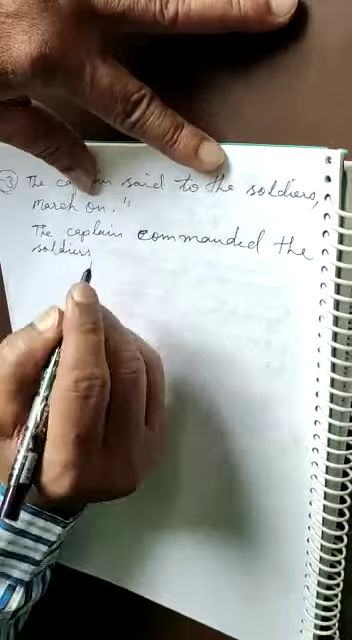 ③ The captain said to the soldiers,
march on."
The captain commanded the
soldiers